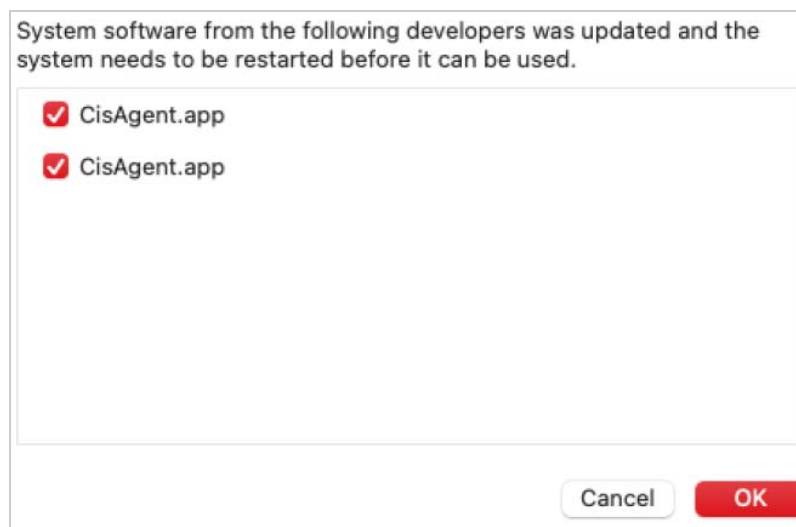 System software from the following developers was updated and the
system needs to be restarted before it can be used.
CisAgent.app
CisAgent.app
Cancel
OK